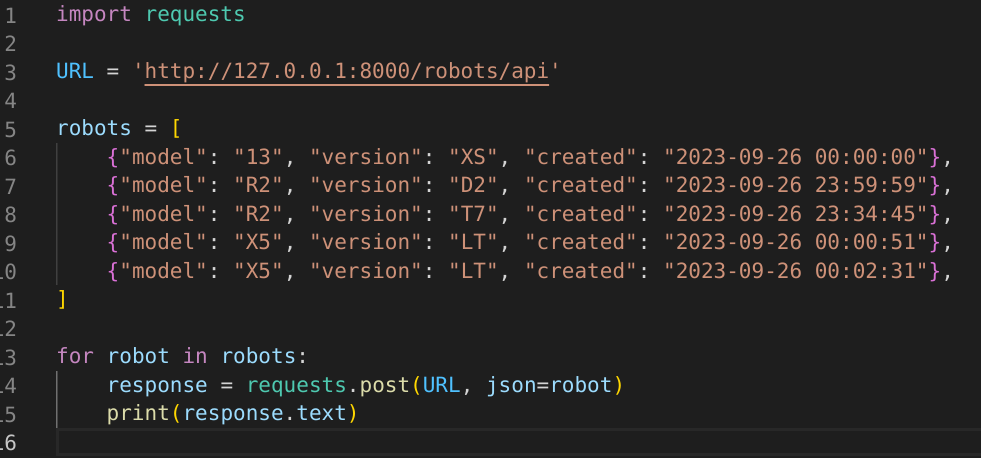 1 import requests
2
3 URL = 'http://127.0.0.1:8000/robots/api'
4
5 robots = [
6     {"model": "13", "version": "XS", "created": "2023-09-26 00:00:00"},
7     {"model": "R2", "version": "D2", "created": "2023-09-26 23:59:59"},
8     {"model": "R2", "version": "T7", "created": "2023-09-26 23:34:45"},
9     {"model": "X5", "version": "LT", "created": "2023-09-26 00:00:51"},
10     {"model": "X5", "version": "LT", "created": "2023-09-26 00:02:31"},
11 ]
12
13 for robot in robots:
14     response = requests.post(URL, json=robot)
15     print(response.text)
16